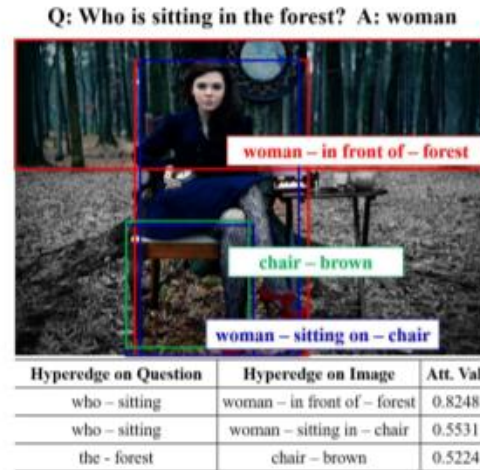 Q: Who is sitting in the forest? A: woman
woman – in front of – forest
chair – brown
woman – sitting on – chair
Hyperedge on Question Hyperedge on Image Att. Val
who – sitting woman – in front of – forest 0.8248
who – sitting woman – sitting in – chair 0.5531
the - forest chair – brown 0.5224